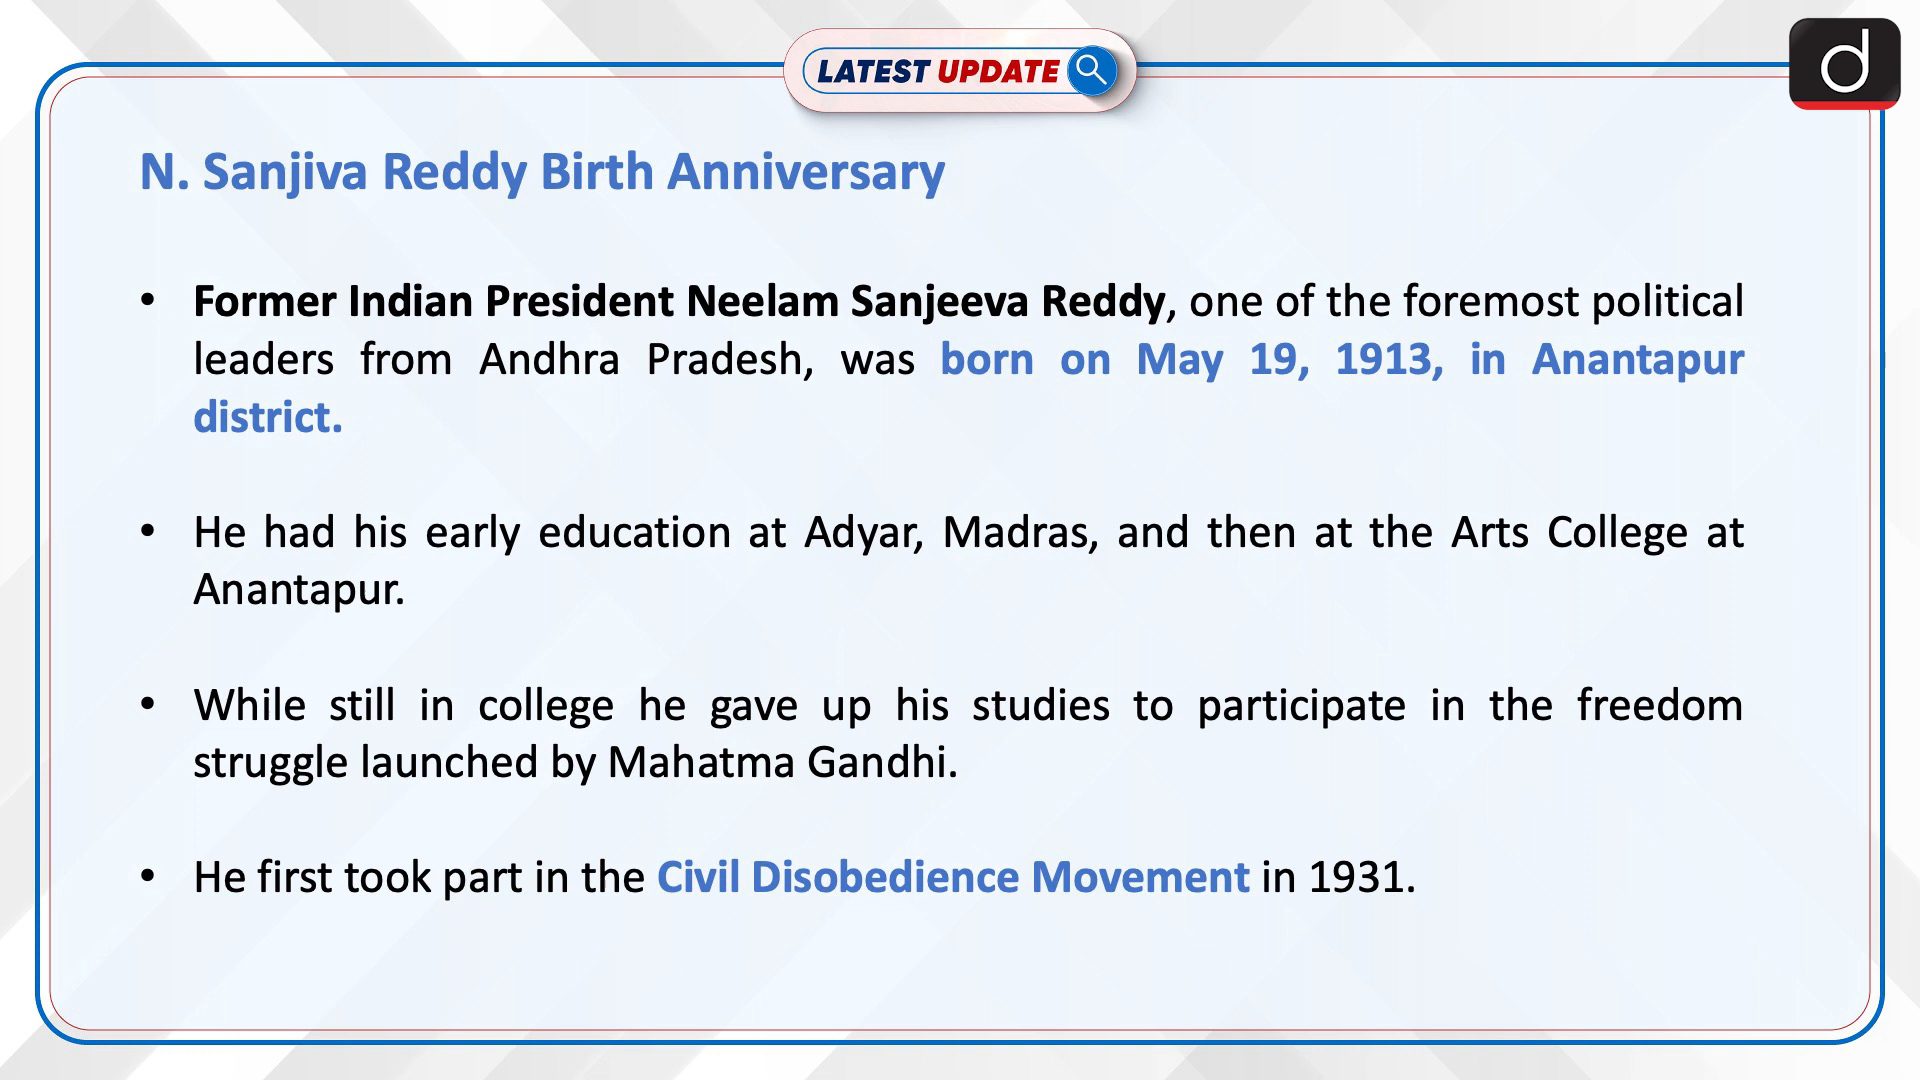 LATEST UPDATE
d
N. Sanjiva Reddy Birth Anniversary
• Former Indian President Neelam Sanjeeva Reddy, one of the foremost political
leaders from Andhra Pradesh, was born on May 19, 1913, in Anantapur
district.
• He had his early education at Adyar, Madras, and then at the Arts College at
Anantapur.
• While still in college he gave up his studies to participate in the freedom
struggle launched by Mahatma Gandhi.
• He first took part in the Civil Disobedience Movement in 1931.